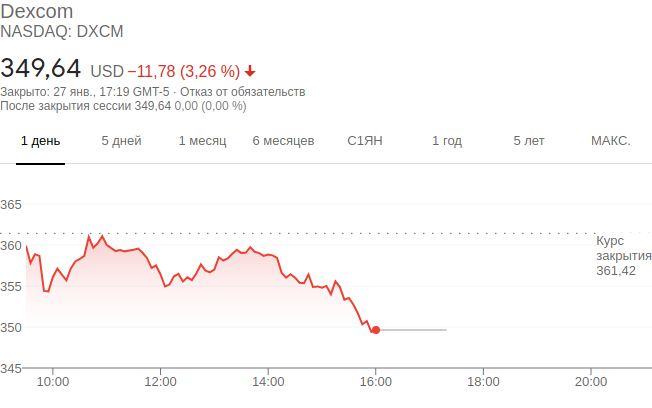 Dexcom
NASDAQ: DXCM
349,64 USD −11,78 (3,26 %)
Закрыто: 27 янв., 17:19 GMT-5 · Отказ от обязательств
После закрытия сессии 349,64 0,00 (0,00 %)
1 день 5 дней 1 месяц 6 месяцев С1ЯН 1 год 5 лет МАКС.
365
360
355
350
345
Курс
закрытия
361,42
10:00 12:00 14:00 16:00 18:00 20:00